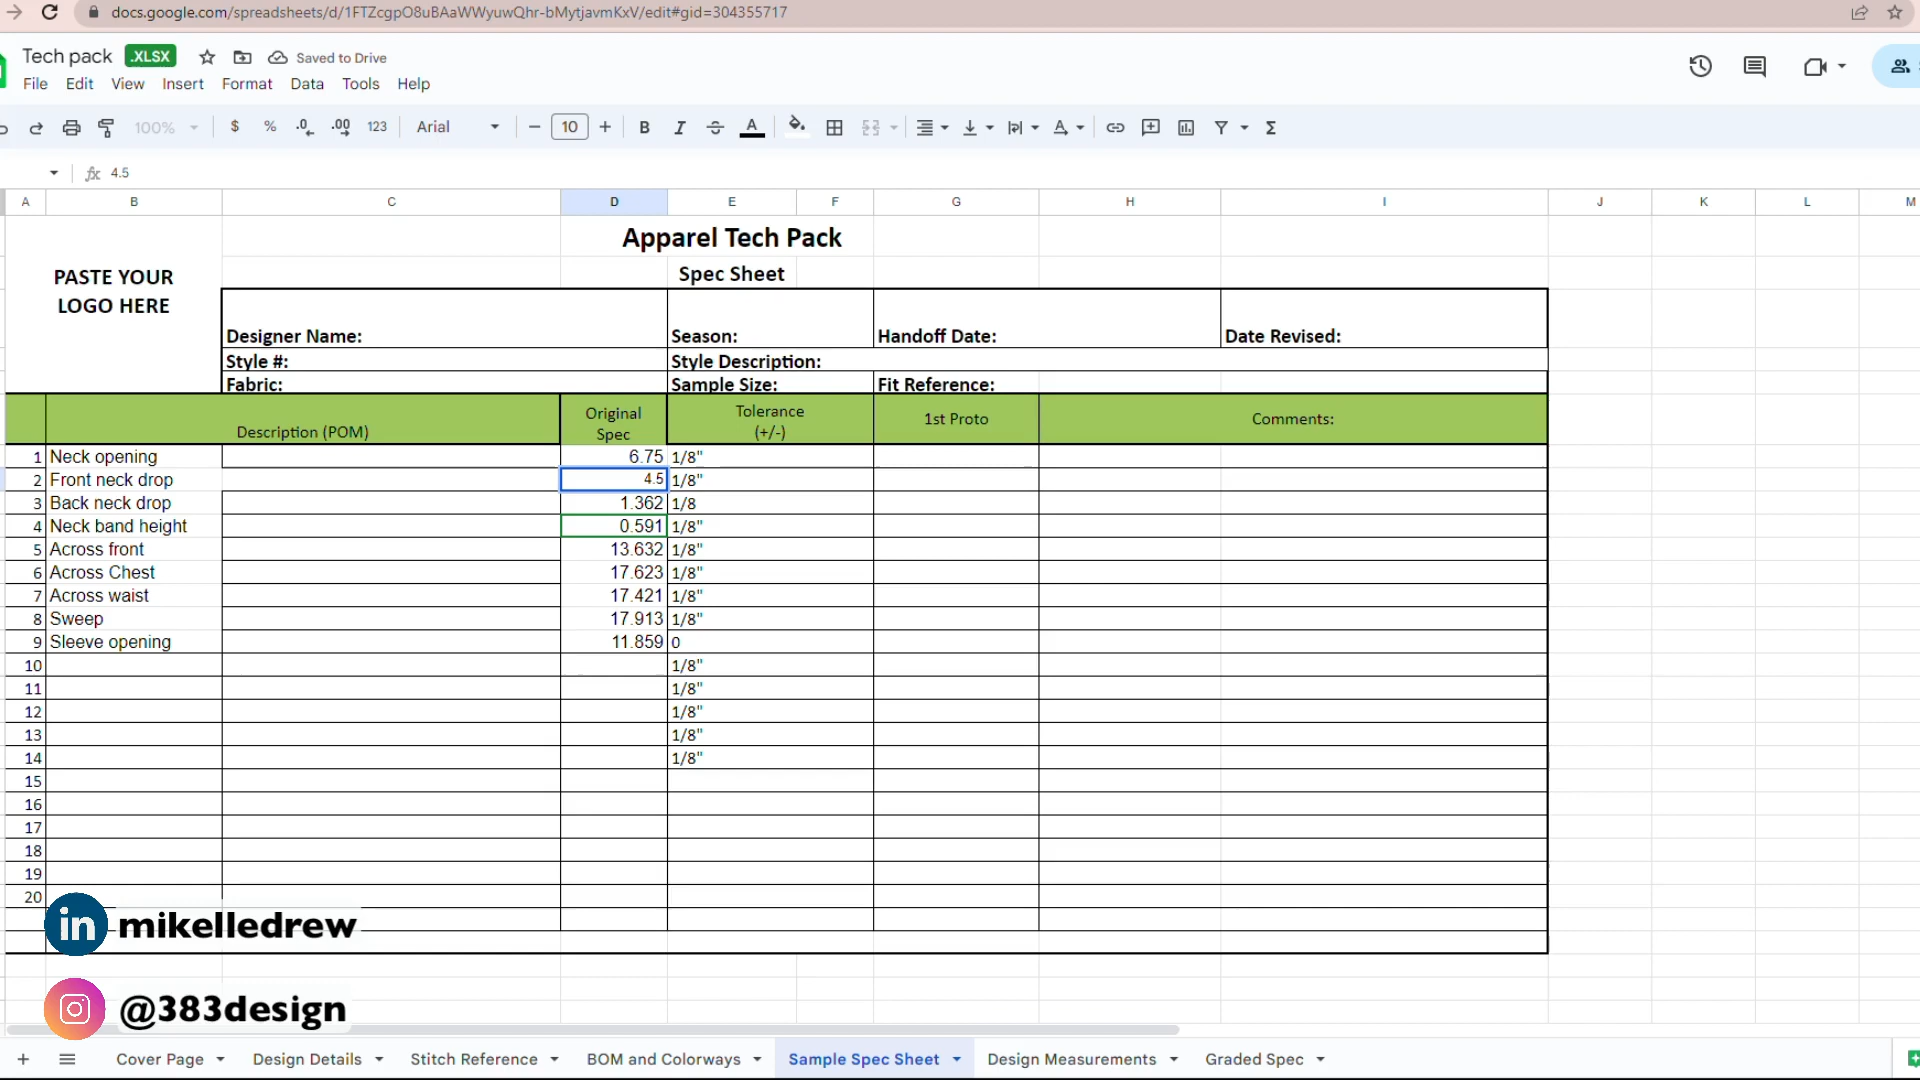 docs.google.com/spreadsheets/d/1FTZcgpO8uBAaWWyuwQhr-bMytjavmKxV/edit#gid=304355717
Tech pack .XLSX Saved to Drive
File Edit View Insert Format Data Tools Help
100% $ % .0 .00 123 Arial 10 B I S A A Σ
fx 4.5
A B C D E F G H I J K L M
Apparel Tech Pack
Spec Sheet
PASTE YOUR
LOGO HERE
Designer Name: Season: Handoff Date: Date Revised:
Style #: Style Description:
Fabric: Sample Size: Fit Reference:
Description (POM) Original Spec Tolerance (+/-) 1st Proto Comments:
1 Neck opening 6.75 1/8"
2 Front neck drop 4.5 1/8"
3 Back neck drop 1.362 1/8
4 Neck band height 0.591 1/8"
5 Across front 13.632 1/8"
6 Across Chest 17.623 1/8"
7 Across waist 17.421 1/8"
8 Sweep 17.913 1/8"
9 Sleeve opening 11.859 0
10 1/8"
11 1/8"
12 1/8"
13 1/8"
14 1/8"
15
16
17
18
19
20
in mikelledrew
@383design
Cover Page Design Details Stitch Reference BOM and Colorways Sample Spec Sheet Design Measurements Graded Spec